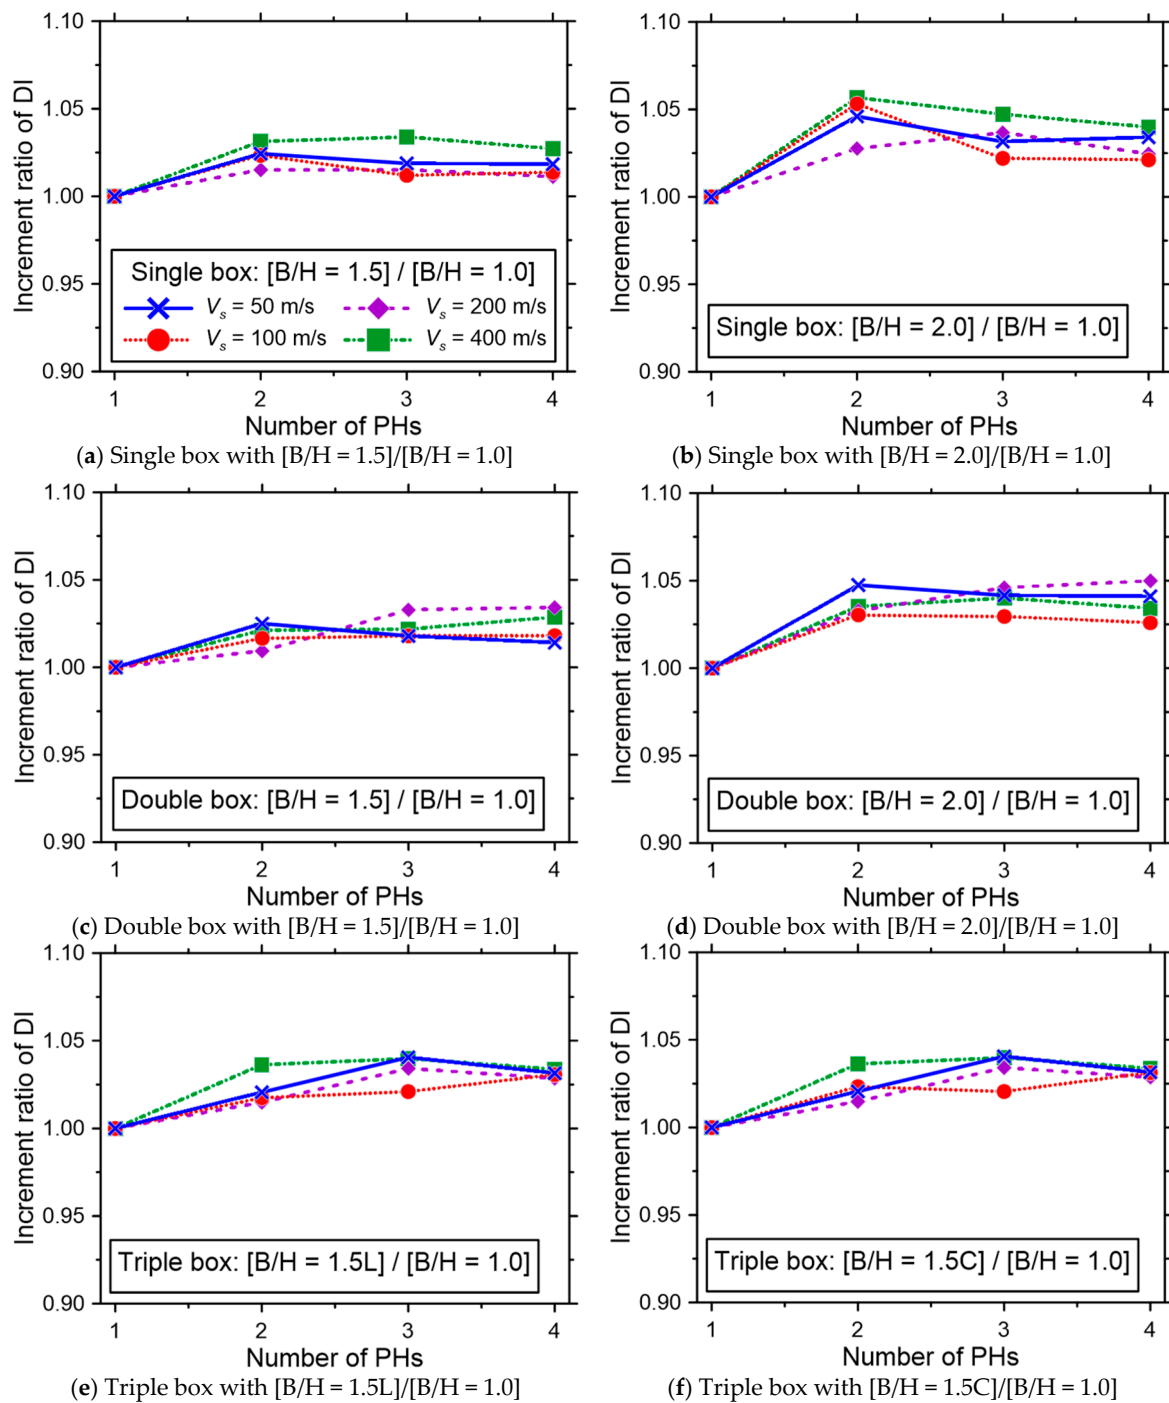 1.10
1.05
1.00
0.95
0.90
Increment ratio of DI
Single box: [B/H = 1.5] / [B/H = 1.0]
Vs = 50 m/s
Vs = 200 m/s
Vs = 100 m/s
Vs = 400 m/s
1 2 3 4
Number of PHs
(a) Single box with [B/H = 1.5]/[B/H = 1.0]
1.10
1.05
1.00
0.95
0.90
Increment ratio of DI
Single box: [B/H = 2.0] / [B/H = 1.0]
1 2 3 4
Number of PHs
(b) Single box with [B/H = 2.0]/[B/H = 1.0]
1.10
1.05
1.00
0.95
0.90
Increment ratio of DI
Double box: [B/H = 1.5] / [B/H = 1.0]
1 2 3 4
Number of PHs
(c) Double box with [B/H = 1.5]/[B/H = 1.0]
1.10
1.05
1.00
0.95
0.90
Increment ratio of DI
Double box: [B/H = 2.0] / [B/H = 1.0]
1 2 3 4
Number of PHs
(d) Double box with [B/H = 2.0]/[B/H = 1.0]
1.10
1.05
1.00
0.95
0.90
Increment ratio of DI
Triple box: [B/H = 1.5L] / [B/H = 1.0]
1 2 3 4
Number of PHs
(e) Triple box with [B/H = 1.5L]/[B/H = 1.0]
1.10
1.05
1.00
0.95
0.90
Increment ratio of DI
Triple box: [B/H = 1.5C] / [B/H = 1.0]
1 2 3 4
Number of PHs
(f) Triple box with [B/H = 1.5C]/[B/H = 1.0]